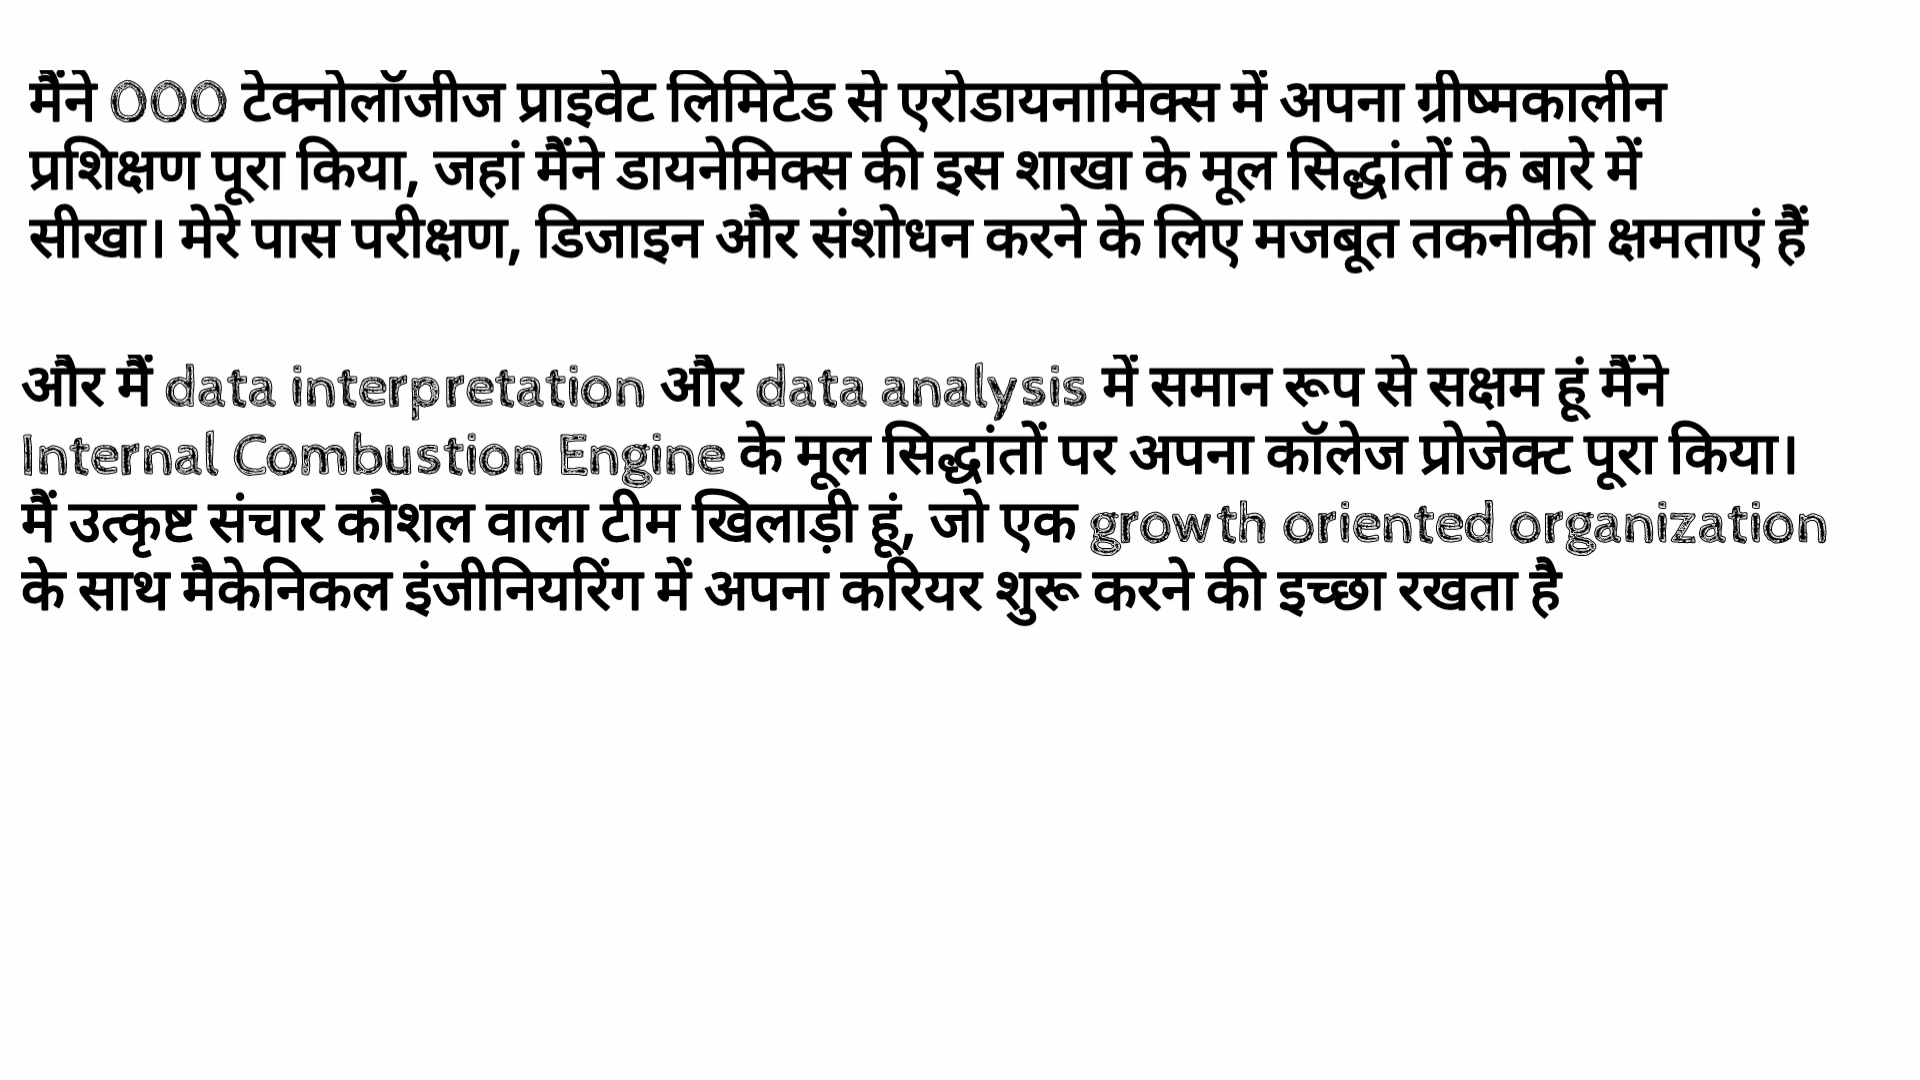 मैंने OOO टेक्नोलॉजीज प्राइवेट लिमिटेड से एरोडायनामिक्स में अपना ग्रीष्मकालीन
प्रशिक्षण पूरा किया, जहां मैंने डायनेमिक्स की इस शाखा के मूल सिद्धांतों के बारे में
सीखा। मेरे पास परीक्षण, डिजाइन और संशोधन करने के लिए मजबूत तकनीकी क्षमताएं हैं
और मैं data interpretation और data analysis में समान रूप से सक्षम हूं मैंने
Internal Combustion Engine के मूल सिद्धांतों पर अपना कॉलेज प्रोजेक्ट पूरा किया।
मैं उत्कृष्ट संचार कौशल वाला टीम खिलाड़ी हूं, जो एक growth oriented organization
के साथ मैकेनिकल इंजीनियरिंग में अपना करियर शुरू करने की इच्छा रखता है